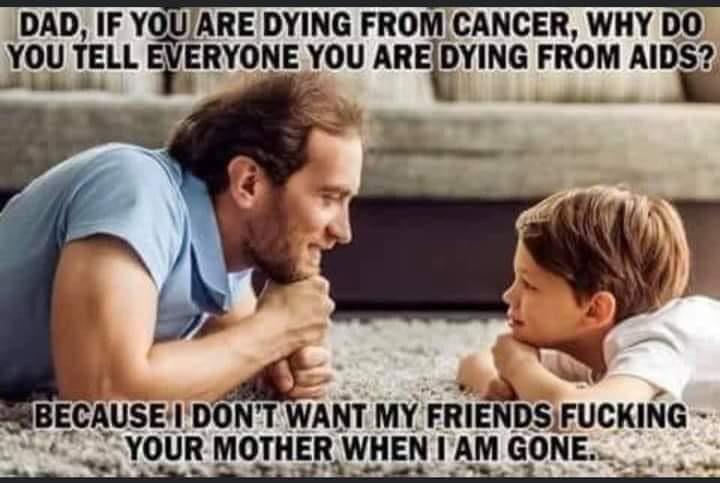 DAD, IF YOU ARE DYING FROM CANCER, WHY DO
YOU TELL EVERYONE YOU ARE DYING FROM AIDS?
BECAUSE I DON'T WANT MY FRIENDS FUCKING
YOUR MOTHER WHEN I AM GONE.